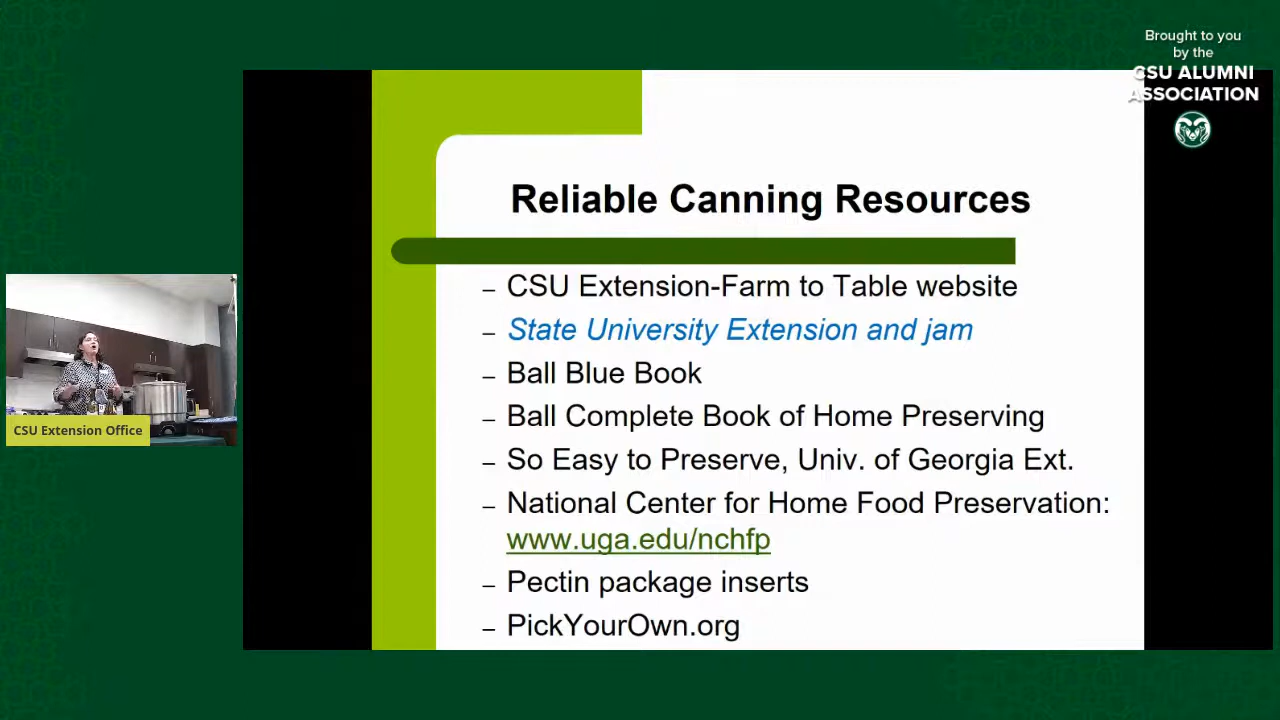 Brought to you
by the
CSU ALUMNI
ASSOCIATION
Reliable Canning Resources
– CSU Extension-Farm to Table website
– State University Extension and jam
– Ball Blue Book
– Ball Complete Book of Home Preserving
– So Easy to Preserve, Univ. of Georgia Ext.
– National Center for Home Food Preservation:
www.uga.edu/nchfp
– Pectin package inserts
– PickYourOwn.org
CSU Extension Office